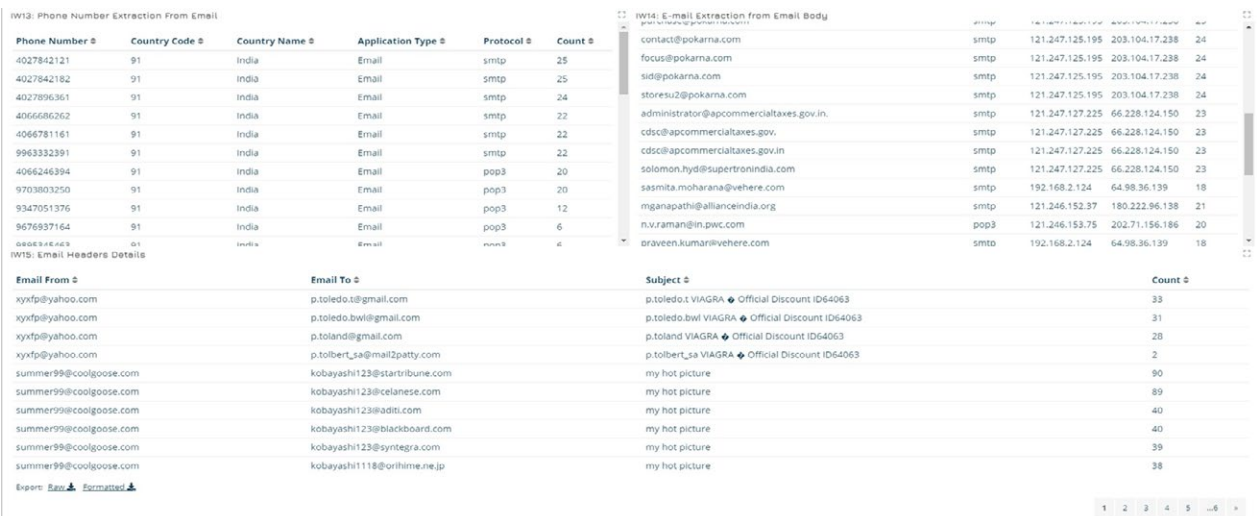 IW13: Phone Number Extraction From Email
Phone Number Country Code Country Name Application Type Protocol Count
4027842121 91 India Email smtp 25
4027842182 91 India Email smtp 25
4027896361 91 India Email smtp 24
4066686262 91 India Email smtp 22
4066781161 91 India Email smtp 22
9963332391 91 India Email smtp 22
4066246394 91 India Email pop3 20
9703803250 91 India Email pop3 20
9347051376 91 India Email pop3 12
9676937164 91 India Email pop3 6
91 India Email pop3 6
IW14: E-mail Extraction from Email Body
smtp
contact@pokarna.com smtp 121.247.125.195 203.104.17.238 24
focus@pokarna.com smtp 121.247.125.195 203.104.17.238 24
sid@pokarna.com smtp 121.247.125.195 203.104.17.238 24
storesu2@pokarna.com smtp 121.247.125.195 203.104.17.238 24
administrator@apcommercialtaxes.gov.in. smtp 121.247.127.225 66.228.124.150 23
cdsc@apcommercialtaxes.gov. smtp 121.247.127.225 66.228.124.150 23
cdsc@apcommercialtaxes.gov.in smtp 121.247.127.225 66.228.124.150 23
solomon.hyd@supertronindia.com smtp 121.247.127.225 66.228.124.150 23
sasmita.moharana@vehere.com smtp 192.168.2.124 64.98.36.139 18
mganapathi@allianceindia.org smtp 121.246.152.37 180.222.96.138 21
n.v.raman@in.pwc.com pop3 121.246.153.75 202.71.156.186 20
praveen.kumar@vehere.com smtp 192.168.2.124 64.98.36.139 18
IW15: Email Headers Details
Email From Email To Subject Count
xyxfp@yahoo.com p.toledo.t@gmail.com p.toledo.t VIAGRA � Official Discount ID64063 33
xyxfp@yahoo.com p.toledo.bwl@gmail.com p.toledo.bwl VIAGRA � Official Discount ID64063 31
xyxfp@yahoo.com p.toland@gmail.com p.toland VIAGRA � Official Discount ID64063 28
xyxfp@yahoo.com p.tolbert_sa@mail2patty.com p.tolbert_sa VIAGRA � Official Discount ID64063 2
summer99@coolgoose.com kobayashi123@startribune.com my hot picture 90
summer99@coolgoose.com kobayashi123@celanese.com my hot picture 89
summer99@coolgoose.com kobayashi123@aditi.com my hot picture 40
summer99@coolgoose.com kobayashi123@blackboard.com my hot picture 40
summer99@coolgoose.com kobayashi123@syntegra.com my hot picture 39
summer99@coolgoose.com kobayashi1118@orihime.ne.jp my hot picture 38
Export: Raw Formatted
1 2 3 4 5 ...6 »